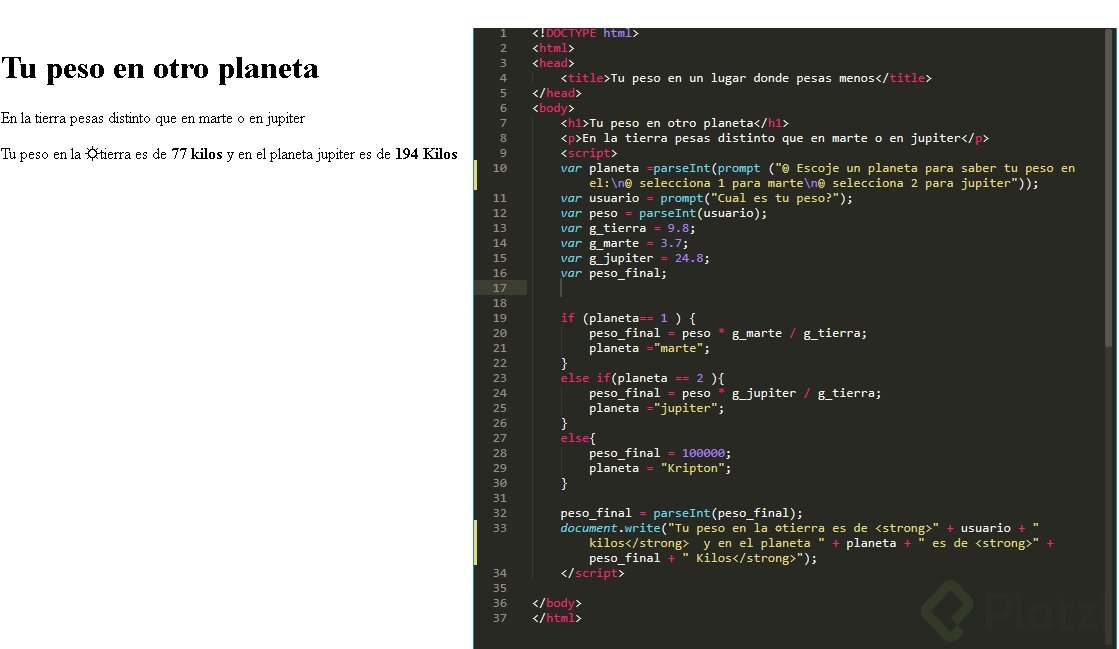 Tu peso en otro planeta
En la tierra pesas distinto que en marte o en jupiter
Tu peso en la ☼tierra es de 77 kilos y en el planeta jupiter es de 194 Kilos
1 <!DOCTYPE html>
2 <html>
3 <head>
4 <title>Tu peso en un lugar donde pesas menos</title>
5 </head>
6 <body>
7 <h1>Tu peso en otro planeta</h1>
8 <p>En la tierra pesas distinto que en marte o en jupiter</p>
9 <script>
10 var planeta =parseInt(prompt ("@ Escoje un planeta para saber tu peso en
el:\n@ selecciona 1 para marte\n@ selecciona 2 para jupiter"));
11 var usuario = prompt("Cual es tu peso?");
12 var peso = parseInt(usuario);
13 var g_tierra = 9.8;
14 var g_marte = 3.7;
15 var g_jupiter = 24.8;
16 var peso_final;
17
18
19 if (planeta== 1 ) {
20 peso_final = peso * g_marte / g_tierra;
21 planeta ="marte";
22 }
23 else if(planeta == 2 ){
24 peso_final = peso * g_jupiter / g_tierra;
25 planeta ="jupiter";
26 }
27 else{
28 peso_final = 100000;
29 planeta = "Kripton";
30 }
31
32 peso_final = parseInt(peso_final);
33 document.write("Tu peso en la ☼tierra es de <strong>" + usuario + "
kilos</strong>  y en el planeta " + planeta + " es de <strong>" +
peso_final + " Kilos</strong>");
34 </script>
35
36 </body>
37 </html>
Platzi